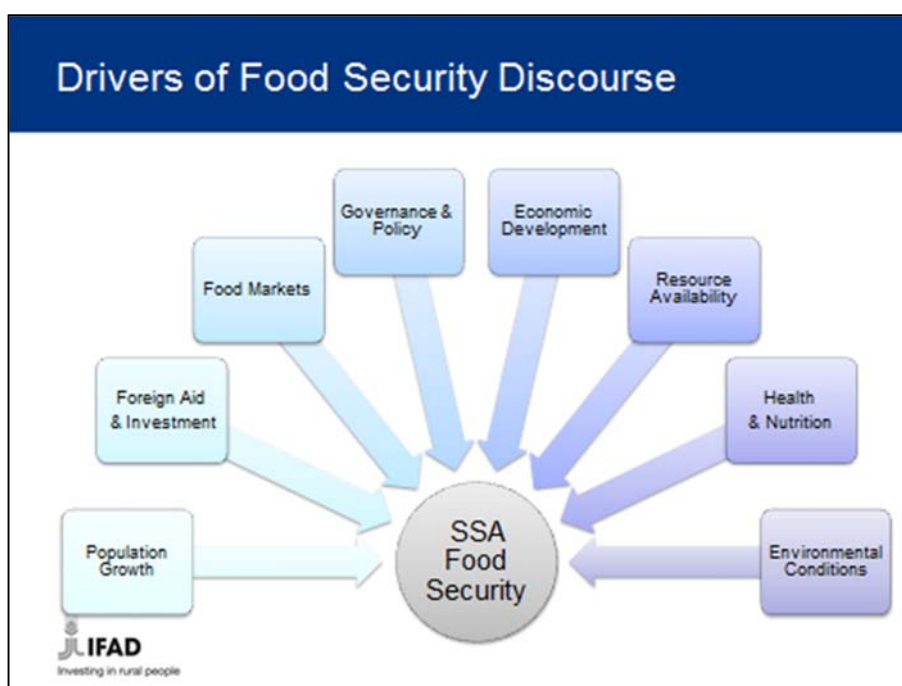 Drivers of Food Security Discourse
Governance &
Policy
Economic
Development
Food Markets
Resource
Availability
Foreign Aid
& Investment
Health
& Nutrition
Population
Growth
SSA
Food
Security
Environmental
Conditions
IFAD
Investing in rural people